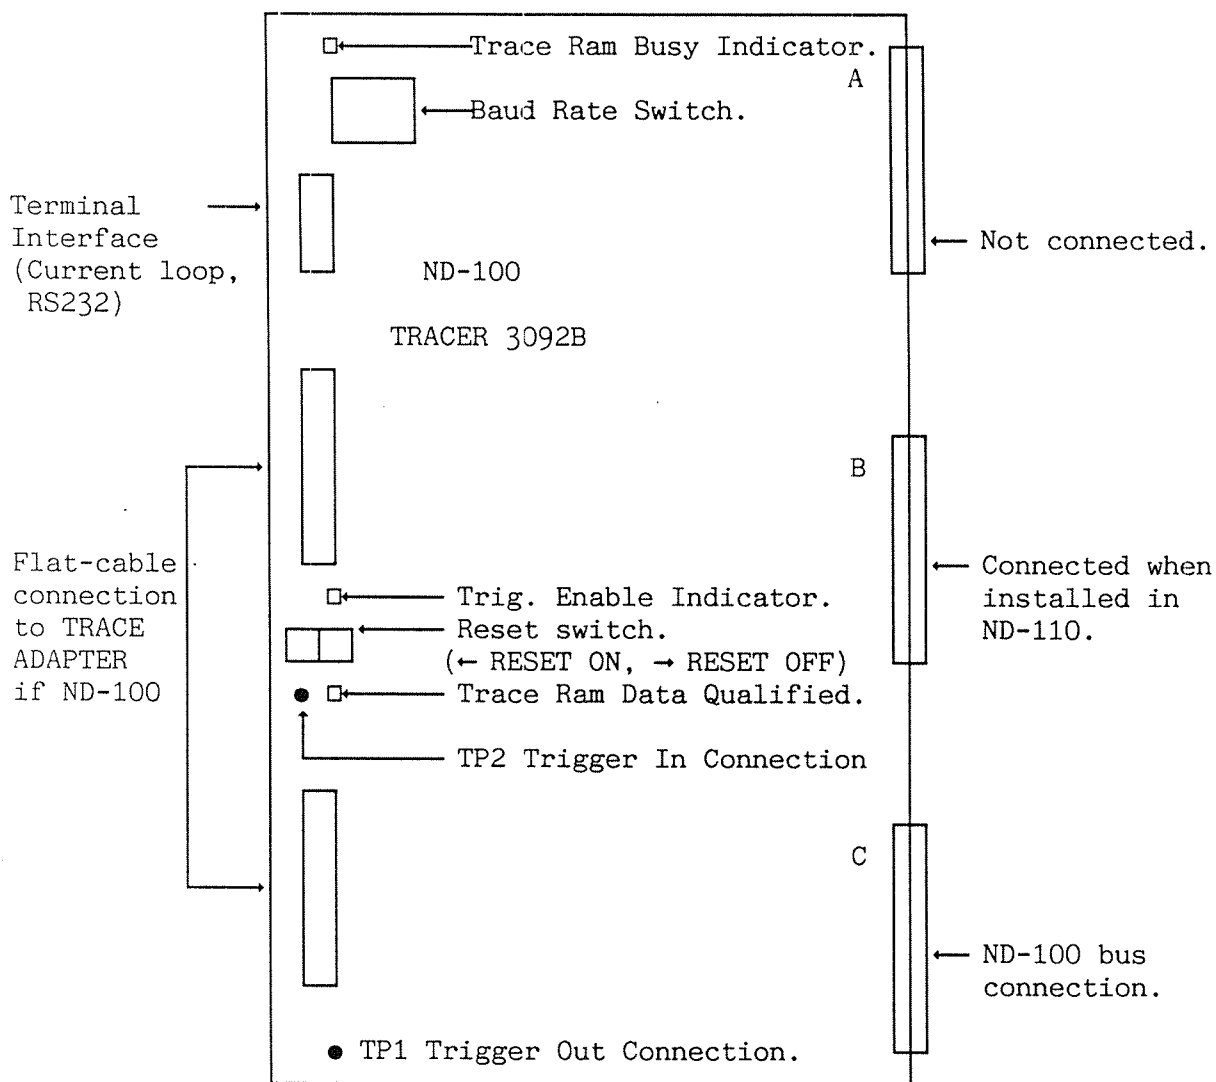 Trace Ram Busy Indicator.
A
Baud Rate Switch.
Terminal
Interface
(Current loop,
RS232)
Not connected.
ND-100
TRACER 3092B
B
Flat-cable
connection
to TRACE
ADAPTER
if ND-100
Connected when
installed in
ND-110.
Trig. Enable Indicator.
Reset switch.
(← RESET ON, → RESET OFF)
Trace Ram Data Qualified.
TP2 Trigger In Connection
C
ND-100 bus
connection.
TP1 Trigger Out Connection.